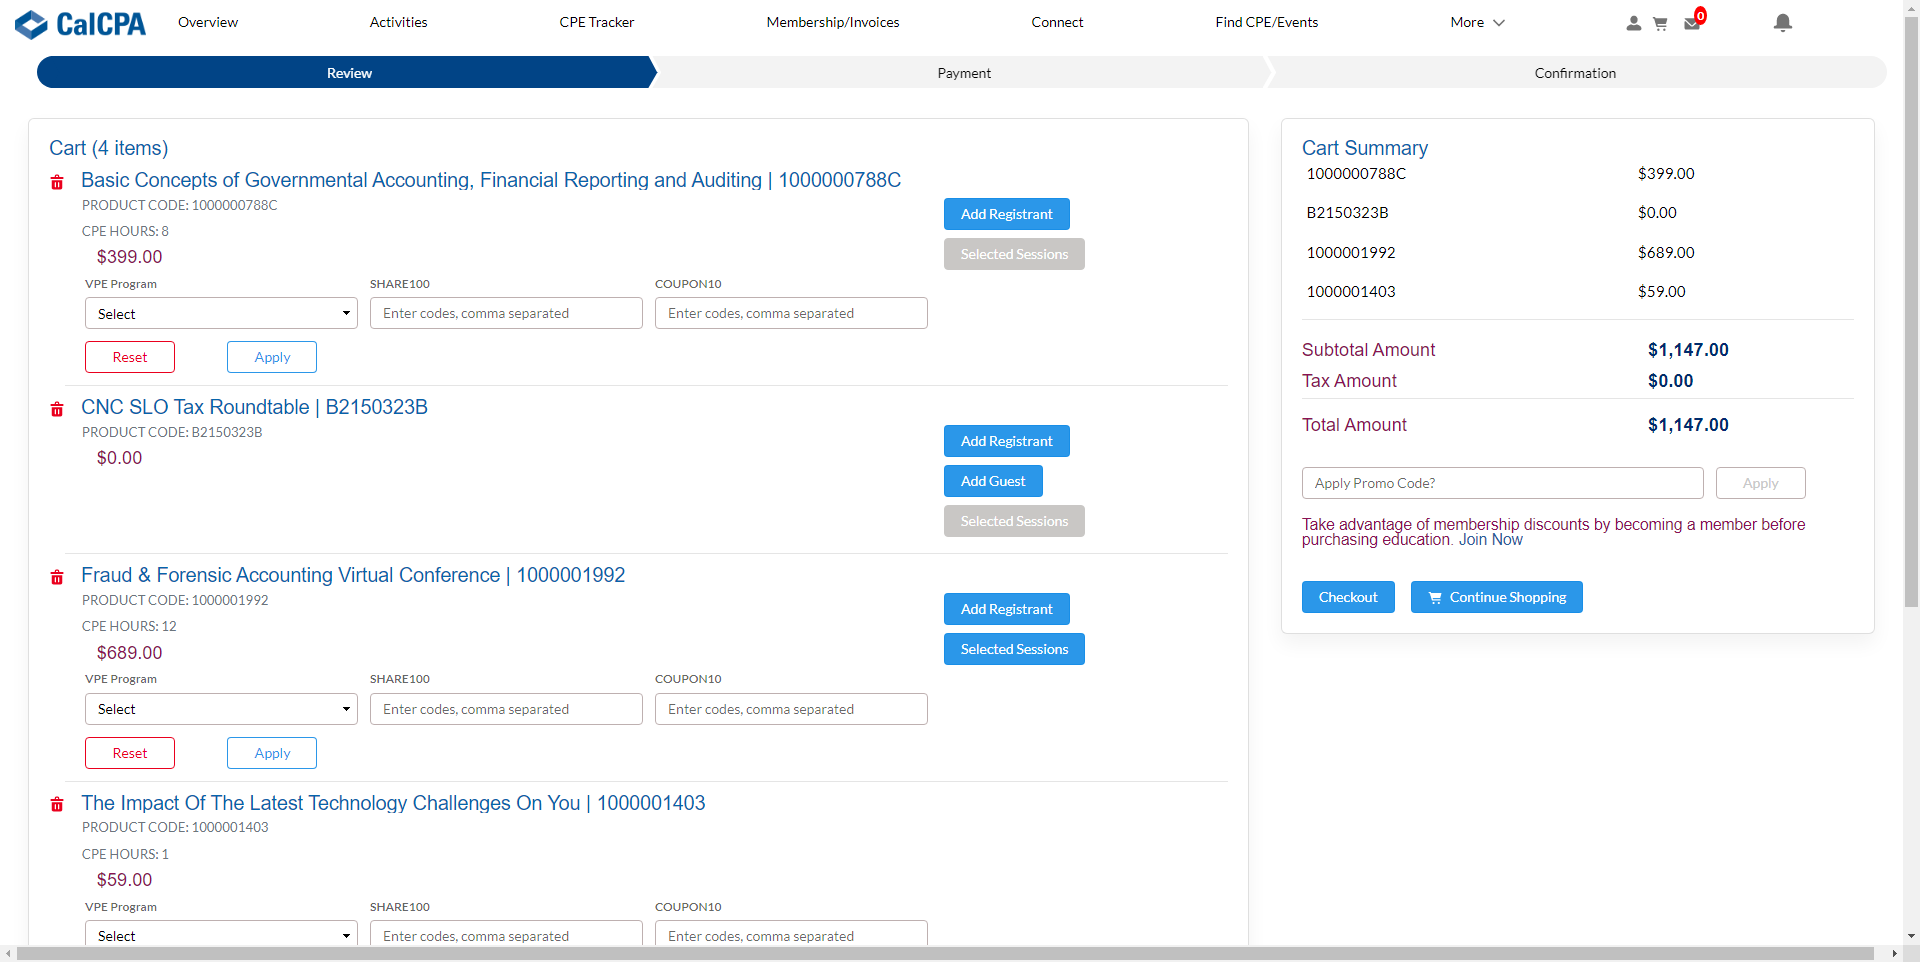 CalCPA
Overview
Activities
CPE Tracker
Membership/Invoices
Connect
Find CPE/Events
More
0
Review
Payment
Confirmation
Cart (4 items)
Basic Concepts of Governmental Accounting, Financial Reporting and Auditing | 1000000788C
PRODUCT CODE: 1000000788C
CPE HOURS: 8
$399.00
Add Registrant
Selected Sessions
VPE Program
SHARE100
COUPON10
Select
Enter codes, comma separated
Enter codes, comma separated
Reset
Apply
CNC SLO Tax Roundtable | B2150323B
PRODUCT CODE: B2150323B
$0.00
Add Registrant
Add Guest
Selected Sessions
Fraud & Forensic Accounting Virtual Conference | 1000001992
PRODUCT CODE: 1000001992
CPE HOURS: 12
$689.00
Add Registrant
Selected Sessions
VPE Program
SHARE100
COUPON10
Select
Enter codes, comma separated
Enter codes, comma separated
Reset
Apply
The Impact Of The Latest Technology Challenges On You | 1000001403
PRODUCT CODE: 1000001403
CPE HOURS: 1
$59.00
VPE Program
SHARE100
COUPON10
Select
Enter codes, comma separated
Enter codes, comma separated
Cart Summary
1000000788C $399.00
B2150323B $0.00
1000001992 $689.00
1000001403 $59.00
Subtotal Amount $1,147.00
Tax Amount $0.00
Total Amount $1,147.00
Apply Promo Code?
Apply
Take advantage of membership discounts by becoming a member before
purchasing education. Join Now
Checkout
Continue Shopping